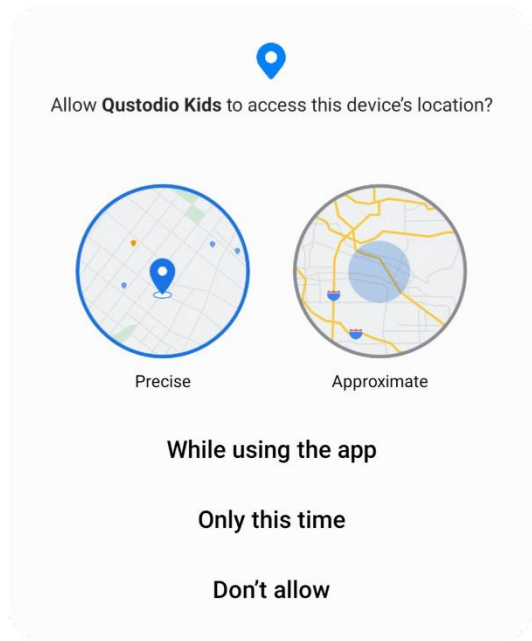 Allow Qustodio Kids to access this device's location?
Precise
Approximate
While using the app
Only this time
Don't allow